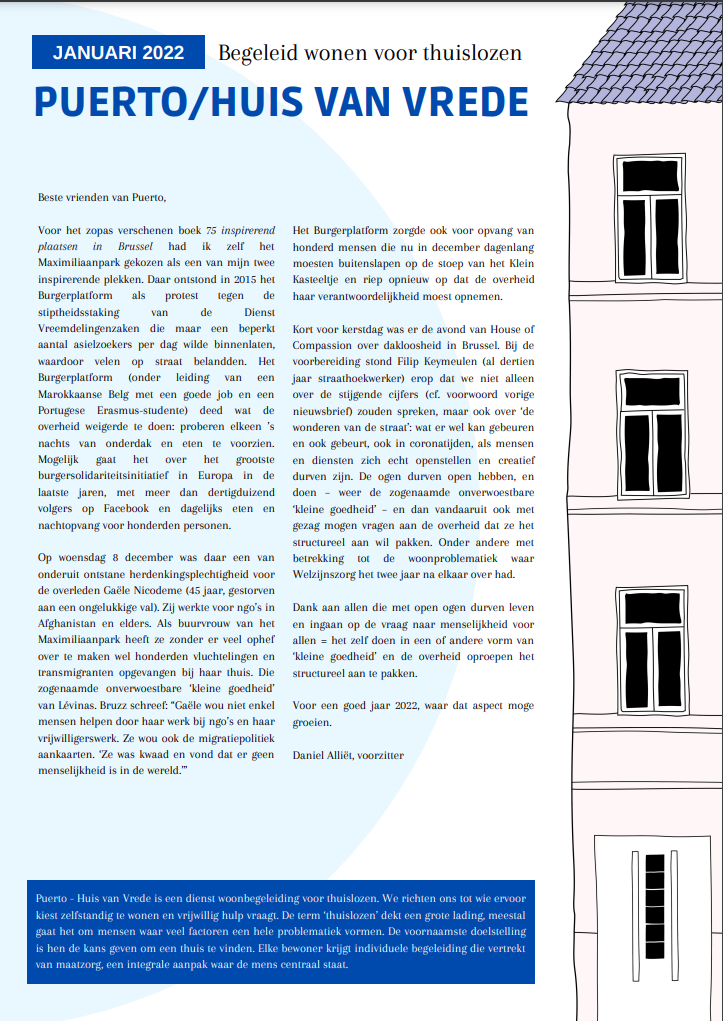 JANUARI 2022
Begeleid wonen voor thuislozen
PUERTO/HUIS VAN VREDE
Beste vrienden van Puerto,
Voor het zopas verschenen boek 75 inspirerend
plaatsen in Brussel had ik zelf het
Maximiliaanpark gekozen als een van mijn twee
inspirerende plekken. Daar ontstond in 2015 het
Burgerplatform als protest tegen de
stiptheidsstaking van de Dienst
Vreemdelingenzaken die maar een beperkt
aantal asielzoekers per dag wilde binnenlaten,
waardoor velen op straat belandden. Het
Burgerplatform (onder leiding van een
Marokkaanse Belg met een goede job en een
Portugese Erasmus-studente) deed wat de
overheid weigerde te doen: proberen elkeen 's
nachts van onderdak en eten te voorzien.
Mogelijk gaat het over het grootste
burgersolidariteitsinitiatief in Europa in de
laatste jaren, met meer dan dertigduizend
volgers op Facebook en dagelijks eten en
nachtopvang voor honderden personen.
Op woensdag 8 december was daar een van
onderuit ontstane herdenkingsplechtigheid voor
de overleden Gaële Nicodeme (45 jaar, gestorven
aan een ongelukkige val). Zij werkte voor ngo's in
Afghanistan en elders. Als buurvrouw van het
Maximiliaanpark heeft ze zonder er veel ophef
over te maken wel honderden vluchtelingen en
transmigranten opgevangen bij haar thuis. Die
zogenaamde onverwoestbare 'kleine goedheid'
van Lévinas. Bruzz schreef: "Gaële wou niet enkel
mensen helpen door haar werk bij ngo's en haar
vrijwilligerswerk. Ze wou ook de migratiepolitiek
aankaarten. 'Ze was kwaad en vond dat er geen
menselijkheid is in de wereld.'"
Het Burgerplatform zorgde ook voor opvang van
honderd mensen die nu in december dagenlang
moesten buitenslapen op de stoep van het Klein
Kasteeltje en riep opnieuw op dat de overheid
haar verantwoordelijkheid moest opnemen.
Kort voor kerstdag was er de avond van House of
Compassion over dakloosheid in Brussel. Bij de
voorbereiding stond Filip Keymeulen (al dertien
jaar straathoekwerker) erop dat we niet alleen
over de stijgende cijfers (cf. voorwoord vorige
nieuwsbrief) zouden spreken, maar ook over 'de
wonderen van de straat': wat er wel kan gebeuren
en ook gebeurt, ook in coronatijden, als mensen
en diensten zich echt openstellen en creatief
durven zijn. De ogen durven open hebben, en
doen – weer de zogenaamde onverwoestbare
'kleine goedheid' – en dan vandaaruit ook met
gezag mogen vragen aan de overheid dat ze het
structureel aan wil pakken. Onder andere met
betrekking tot de woonproblematiek waar
Welzijnszorg het twee jaar na elkaar over had.
Dank aan allen die met open ogen durven leven
en ingaan op de vraag naar menselijkheid voor
allen = het zelf doen in een of andere vorm van
'kleine goedheid' en de overheid oproepen het
structureel aan te pakken.
Voor een goed jaar 2022, waar dat aspect moge
groeien.
Daniel Alliët, voorzitter
Puerto - Huis van Vrede is een dienst woonbegeleiding voor thuislozen. We richten ons tot wie ervoor
kiest zelfstandig te wonen en vrijwillig hulp vraagt. De term 'thuislozen' dekt een grote lading, meestal
gaat het om mensen waar veel factoren een hele problematiek vormen. De voornaamste doelstelling
is hen de kans geven om een thuis te vinden. Elke bewoner krijgt individuele begeleiding die vertrekt
van maatzorg, een integrale aanpak waar de mens centraal staat.